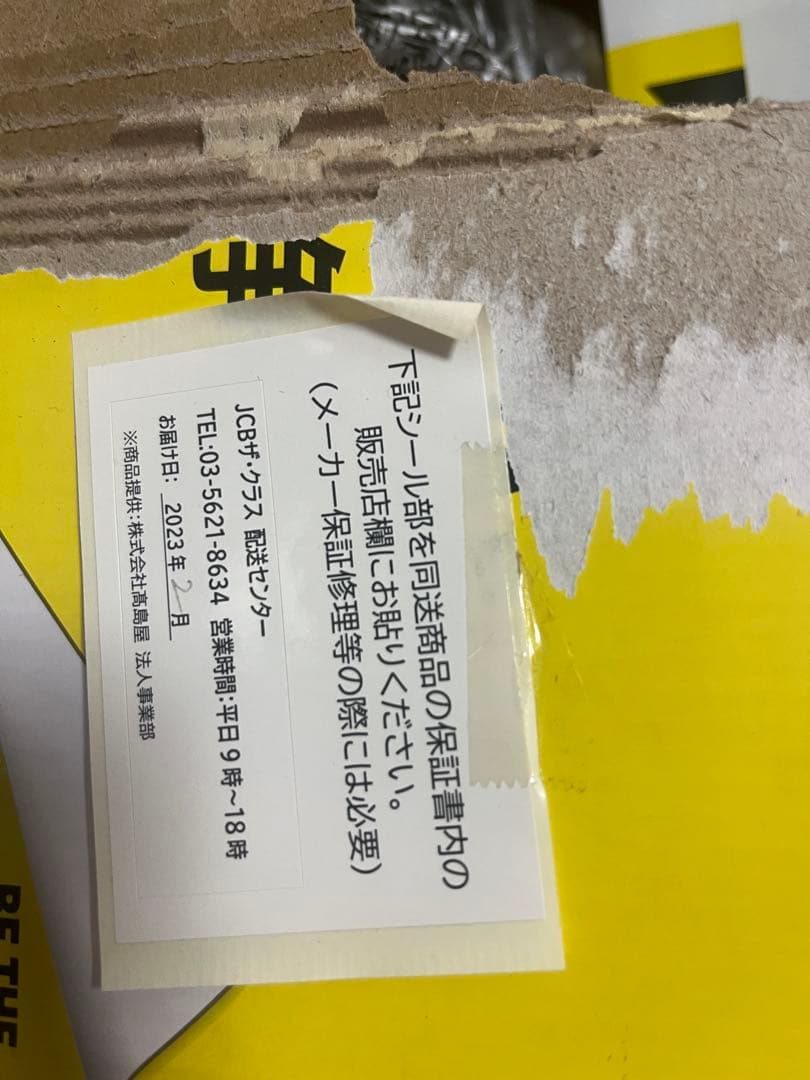 下記シール部を同送商品の保証書内の
販売店欄にお貼りください。
(メーカー保証修理等の際には必要)
JCBザ・クラス 配送センター
TEL:03-5621-8634 営業時間:平日9時~18時
お届け日: 2023年2月
※商品提供:株式会社髙島屋 法人事業部
BE THE